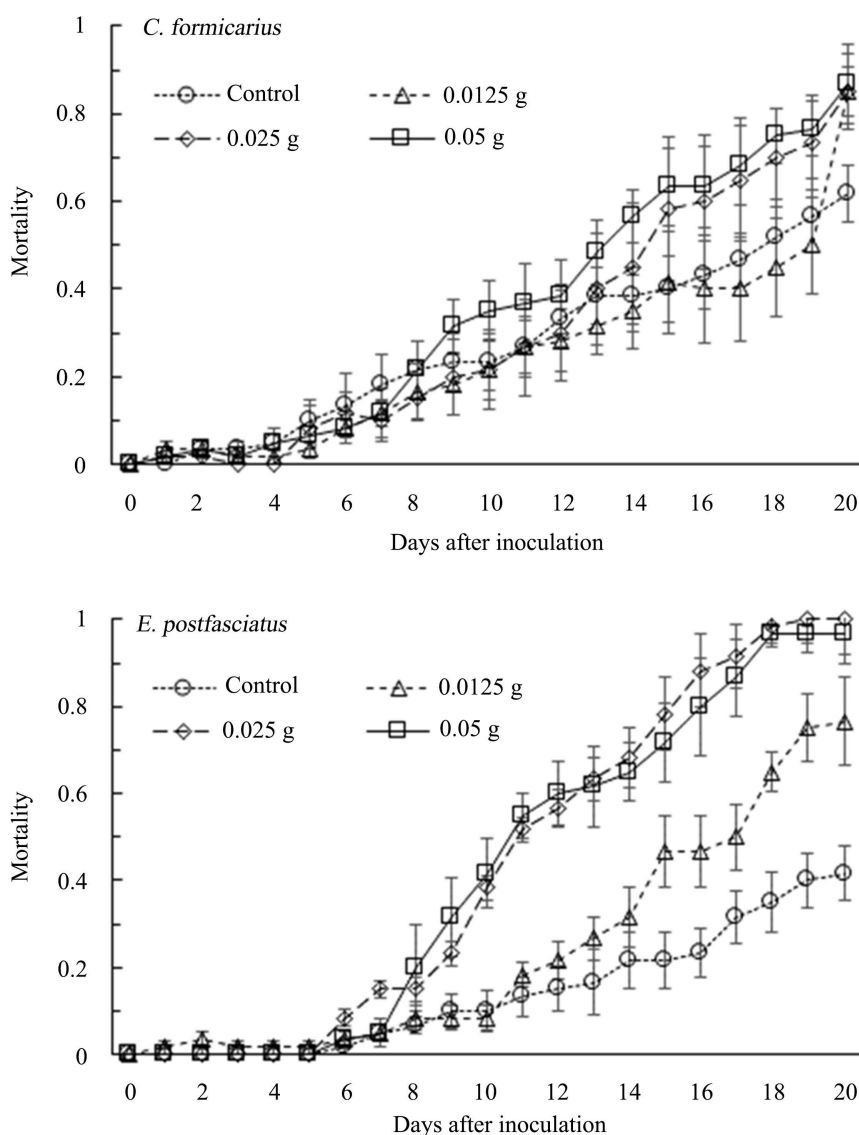 C. formicarius
Control
0.0125 g
0.025 g
0.05 g
1
0.8
0.6
0.4
0.2
0
Mortality
0 2 4 6 8 10 12 14 16 18 20
Days after inoculation
E. postfasciatus
Control
0.0125 g
0.025 g
0.05 g
1
0.8
0.6
0.4
0.2
0
Mortality
0 2 4 6 8 10 12 14 16 18 20
Days after inoculation